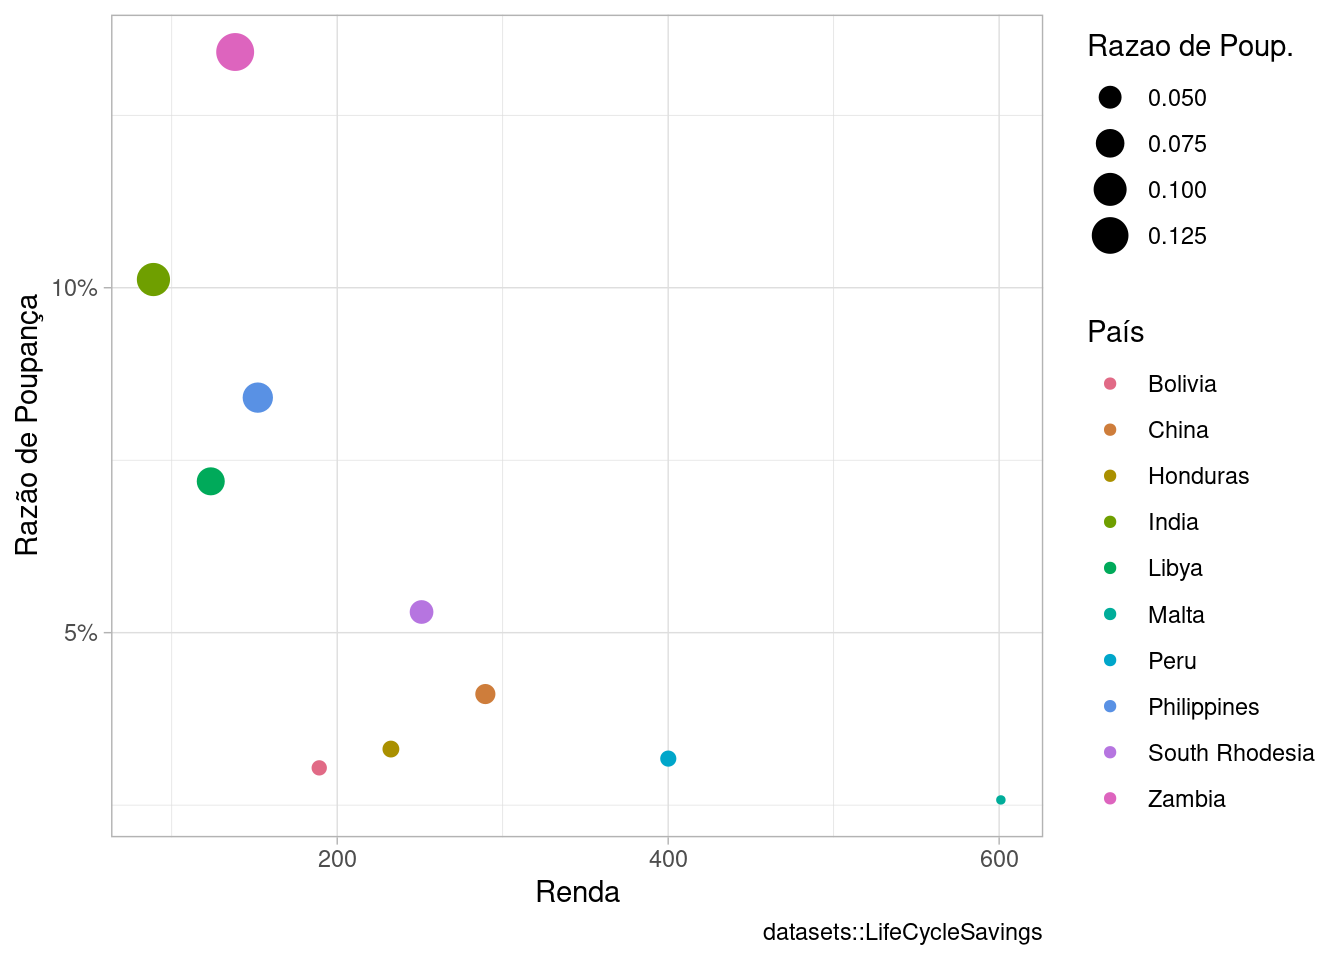 Razão de Poupança
10%
5%
200
400
600
Renda
datasets::LifeCycleSavings
Razao de Poup.
0.050
0.075
0.100
0.125
País
Bolivia
China
Honduras
India
Libya
Malta
Peru
Philippines
South Rhodesia
Zambia